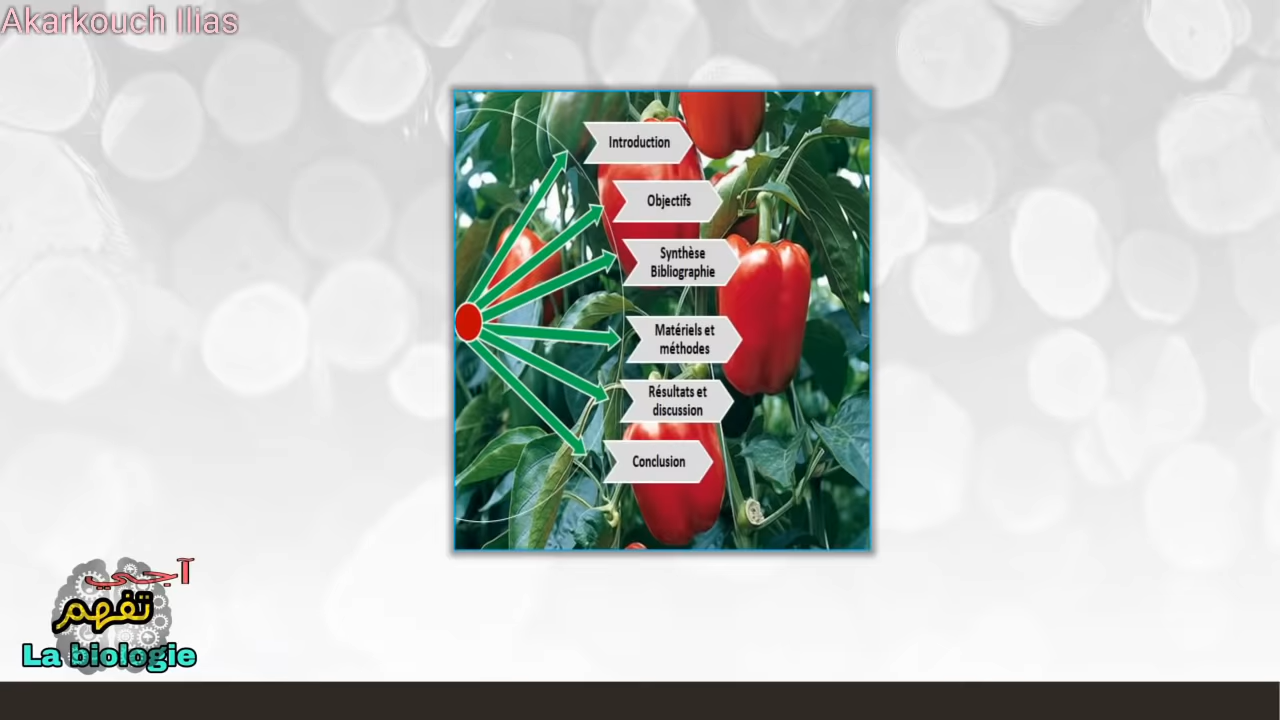 Akarkouch Ilias
Introduction
Objectifs
Synthèse
Bibliographie
Matériels et
méthodes
Résultats et
discussion
Conclusion
آجي
تفهم
La biologie